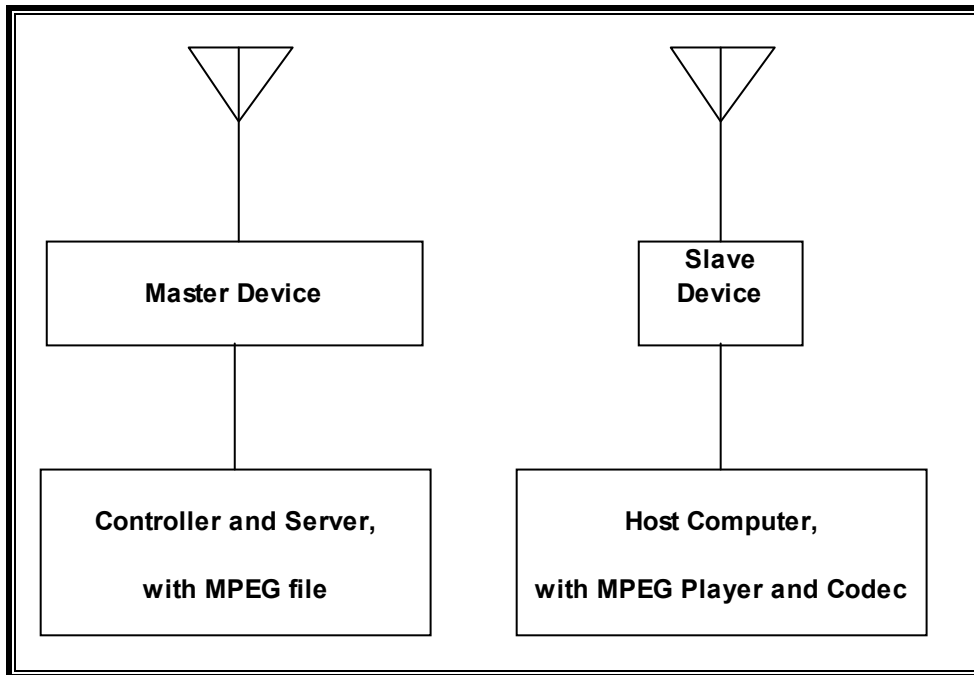 Master Device
Slave
Device
Controller and Server,
with MPEG file
Host Computer,
with MPEG Player and Codec